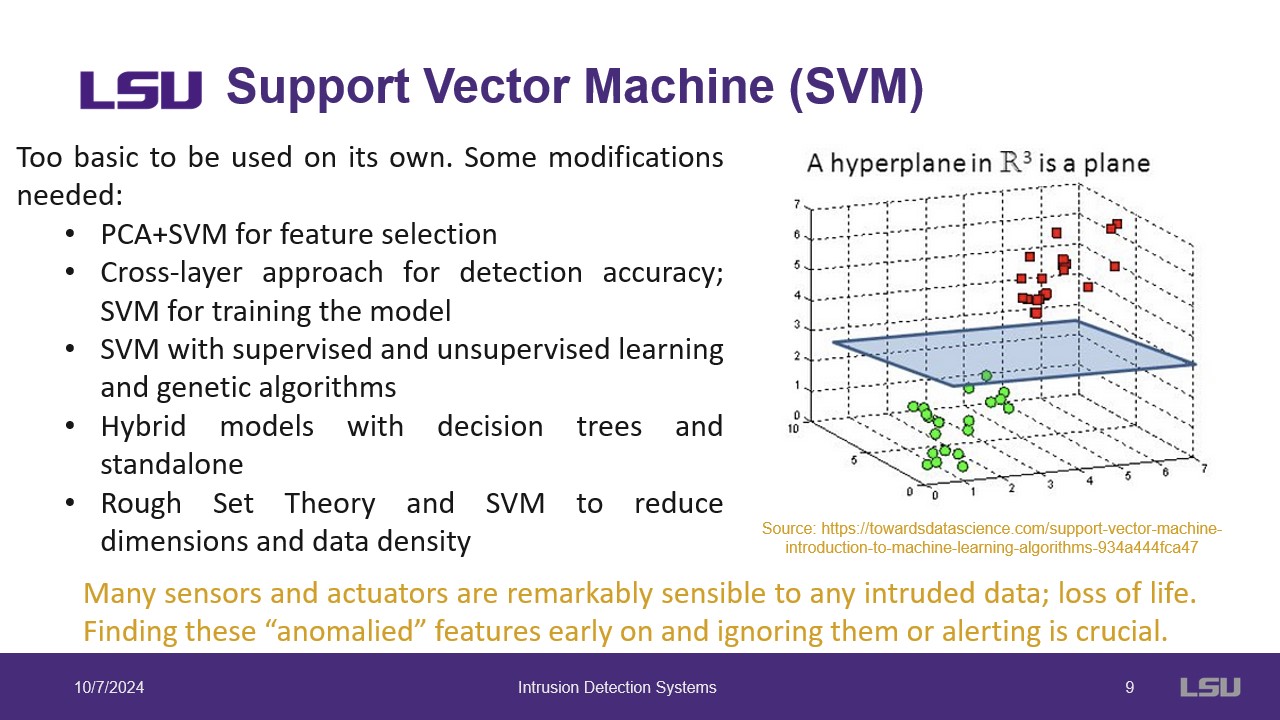 LSU Support Vector Machine (SVM)
Too basic to be used on its own. Some modifications
needed:
• PCA+SVM for feature selection
• Cross-layer approach for detection accuracy;
SVM for training the model
• SVM with supervised and unsupervised learning
and genetic algorithms
• Hybrid models with decision trees and
standalone
• Rough Set Theory and SVM to reduce
dimensions and data density
A hyperplane in ℝ³ is a plane
7
6
5
4
3
2
1
0
10
5
0
0
1
2
3
4
5
6
7
Source: https://towardsdatascience.com/support-vector-machine-
introduction-to-machine-learning-algorithms-934a444fca47
Many sensors and actuators are remarkably sensible to any intruded data; loss of life.
Finding these “anomalied” features early on and ignoring them or alerting is crucial.
10/7/2024
Intrusion Detection Systems
9
LSU